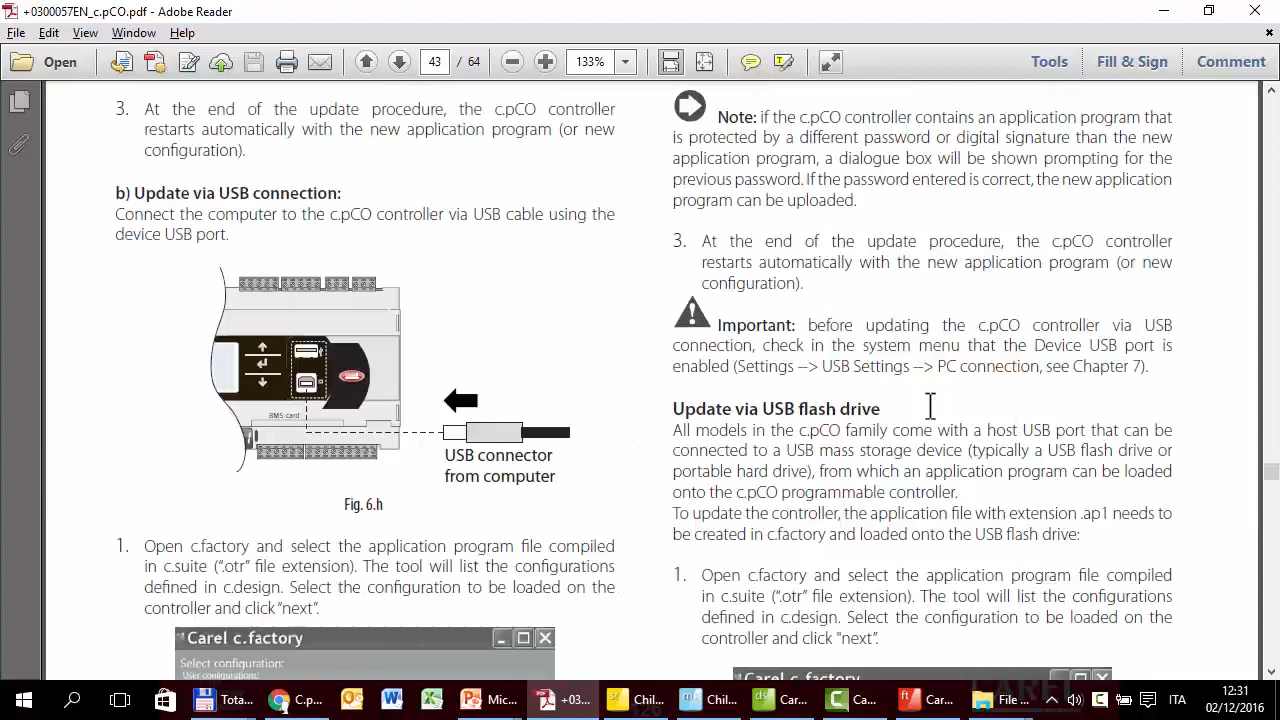 +0300057EN_c.pCO.pdf - Adobe Reader
File Edit View Window Help
Open 43 / 64 133% Tools Fill & Sign Comment
3. At the end of the update procedure, the c.pCO controller
restarts automatically with the new application program (or new
configuration).
b) Update via USB connection:
Connect the computer to the c.pCO controller via USB cable using the
device USB port.
BMS card
USB connector
from computer
Fig. 6.h
1. Open c.factory and select the application program file compiled
in c.suite (“.otr” file extension). The tool will list the configurations
defined in c.design. Select the configuration to be loaded on the
controller and click “next”.
Carel c.factory
Select configuration:
User configurations:
Note: if the c.pCO controller contains an application program that
is protected by a different password or digital signature than the new
application program, a dialogue box will be shown prompting for the
previous password. If the password entered is correct, the new application
program can be uploaded.
3. At the end of the update procedure, the c.pCO controller
restarts automatically with the new application program (or new
configuration).
Important: before updating the c.pCO controller via USB
connection, check in the system menu that the Device USB port is
enabled (Settings --> USB Settings --> PC connection, see Chapter 7).
Update via USB flash drive
All models in the c.pCO family come with a host USB port that can be
connected to a USB mass storage device (typically a USB flash drive or
portable hard drive), from which an application program can be loaded
onto the c.pCO programmable controller.
To update the controller, the application file with extension .ap1 needs to
be created in c.factory and loaded onto the USB flash drive:
1. Open c.factory and select the application program file compiled
in c.suite (“.otr” file extension). The tool will list the configurations
defined in c.design. Select the configuration to be loaded on the
controller and click "next”.
Carel c.factory
Tota... C.p... Mic... +03... Chil... Chil... Car... Ca... Car... File ... ITA
12:31
02/12/2016